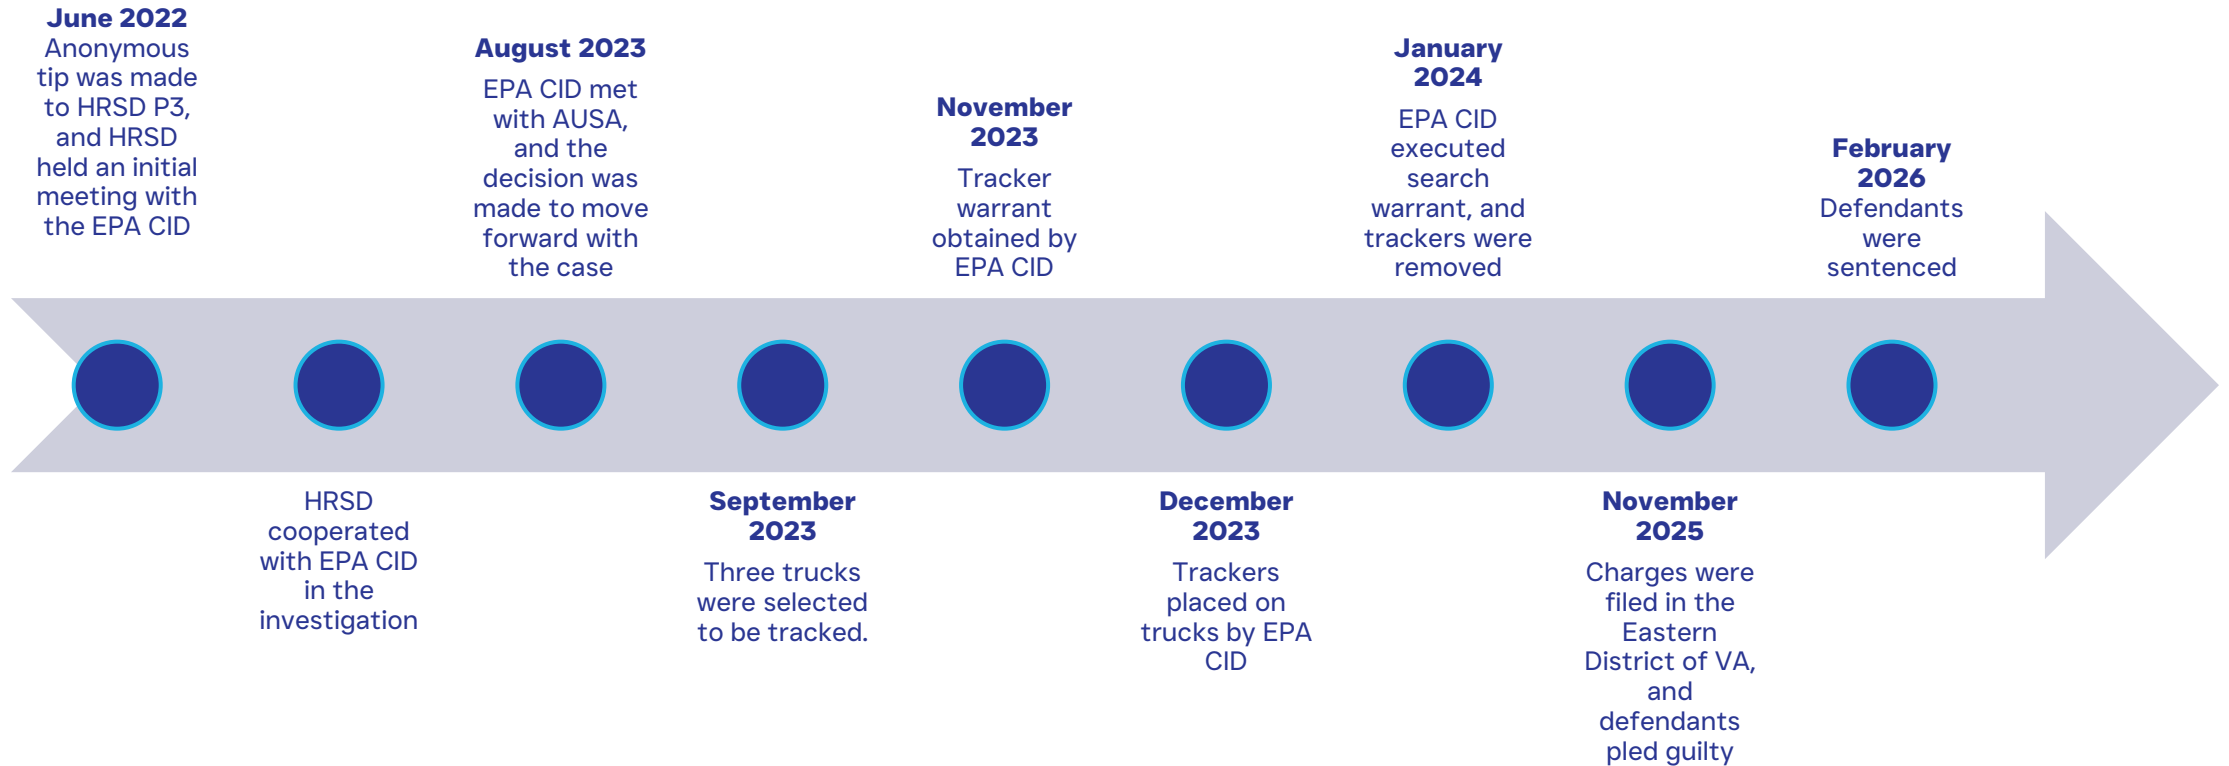 June 2022
Anonymous
tip was made
to HRSD P3,
and HRSD
held an initial
meeting with
the EPA CID
HRSD
cooperated
with EPA CID
in the
investigation
August 2023
EPA CID met
with AUSA,
and the
decision was
made to move
forward with
the case
September
2023
Three trucks
were selected
to be tracked.
November
2023
Tracker
warrant
obtained by
EPA CID
December
2023
Trackers
placed on
trucks by EPA
CID
January
2024
EPA CID
executed
search
warrant, and
trackers were
removed
November
2025
Charges were
filed in the
Eastern
District of VA,
and
defendants
pled guilty
February
2026
Defendants
were
sentenced